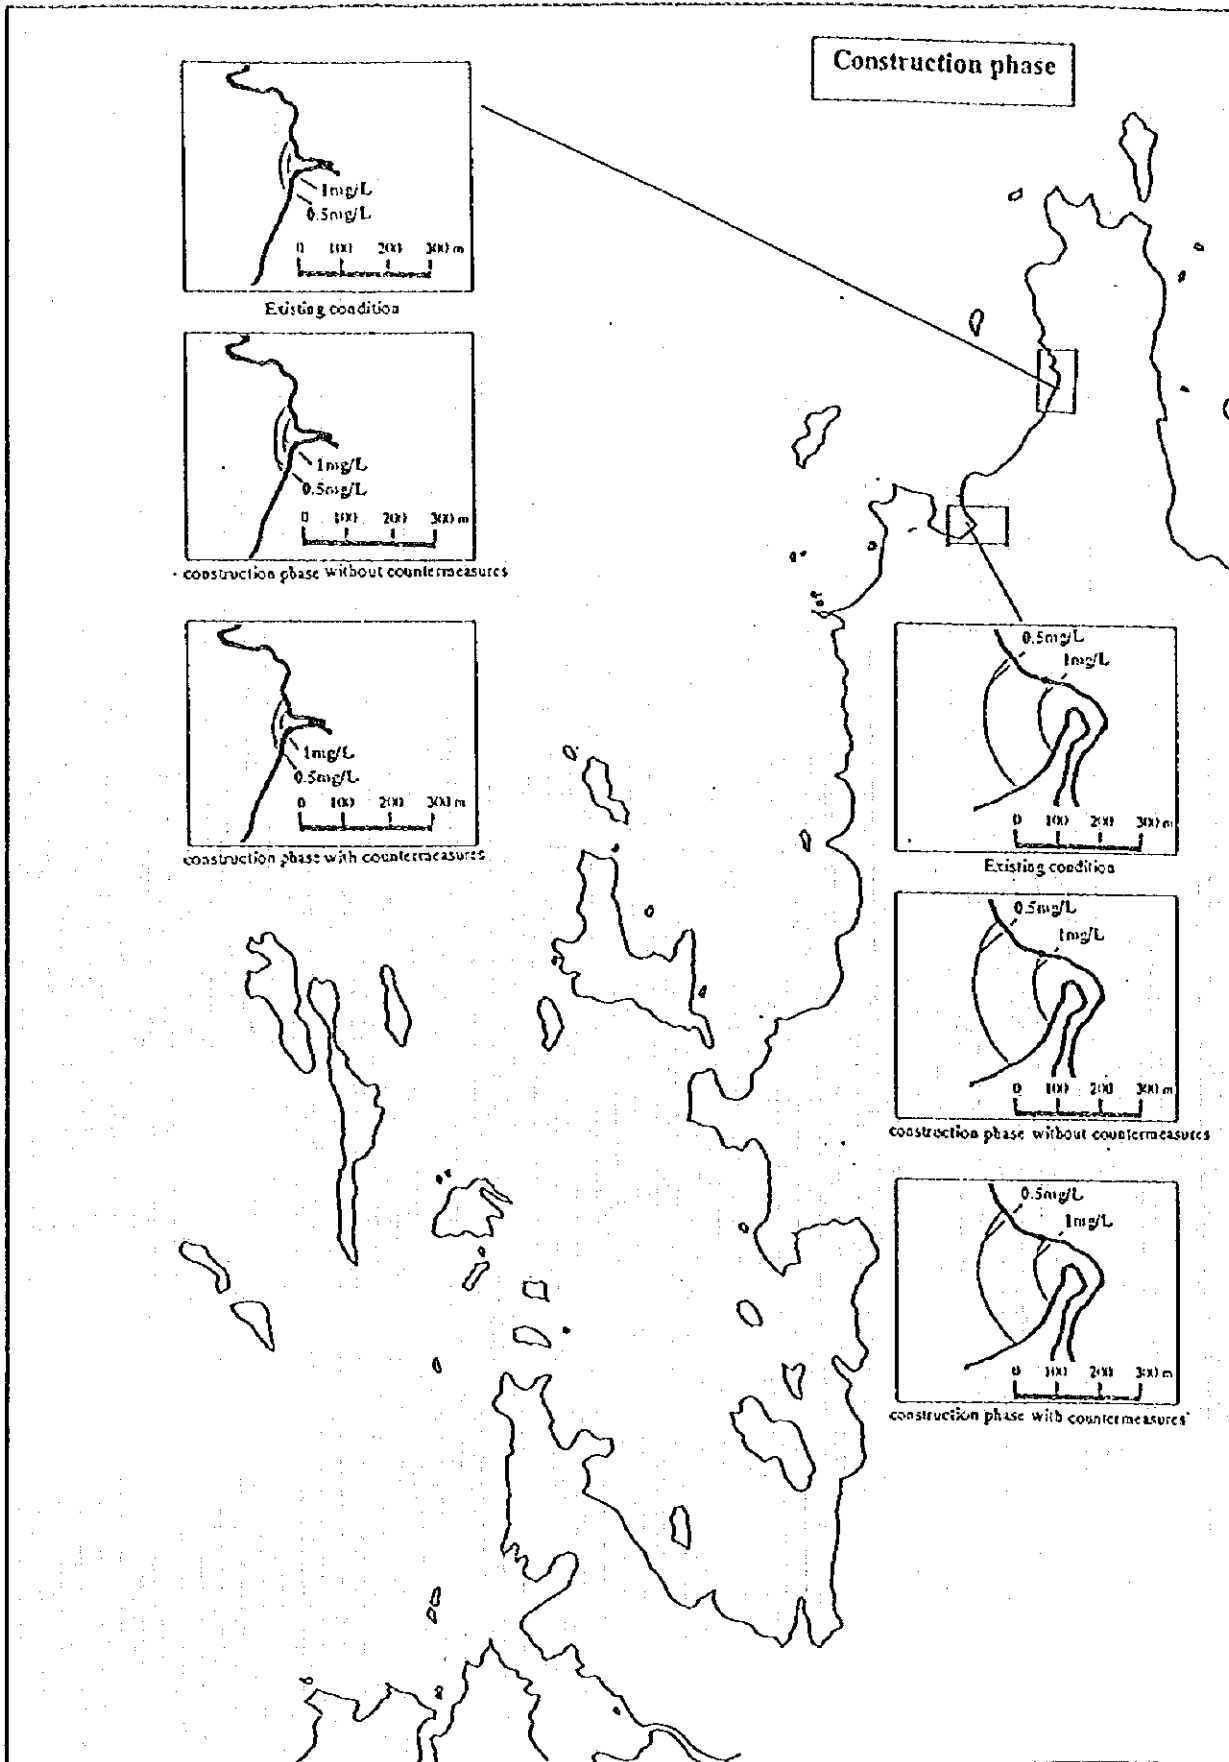 Construction phase
1mg/L
0.5mg/L
0 100 200 300 m
Existing condition
1mg/L
0.5mg/L
0 100 200 300 m
construction phase without countermeasures
1mg/L
0.5mg/L
0 100 200 300 m
construction phase with countermeasures
0.5mg/L
1mg/L
0 100 200 300 m
Existing condition
0.5mg/L
1mg/L
0 100 200 300 m
construction phase without countermeasures
0.5mg/L
1mg/L
0 100 200 300 m
construction phase with countermeasures